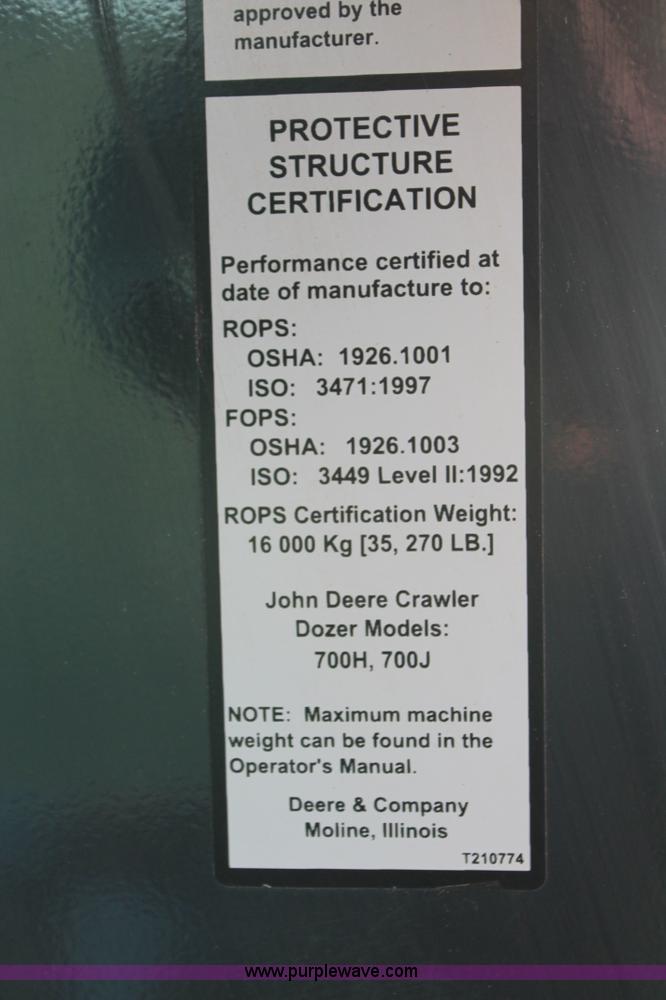 approved by the
manufacturer.
PROTECTIVE
STRUCTURE
CERTIFICATION
Performance certified at
date of manufacture to:
ROPS:
OSHA: 1926.1001
ISO: 3471:1997
FOPS:
OSHA: 1926.1003
ISO: 3449 Level II:1992
ROPS Certification Weight:
16 000 Kg [35, 270 LB.]
John Deere Crawler
Dozer Models:
700H, 700J
NOTE: Maximum machine
weight can be found in the
Operator's Manual.
Deere & Company
Moline, Illinois
T210774
www.purplewave.com